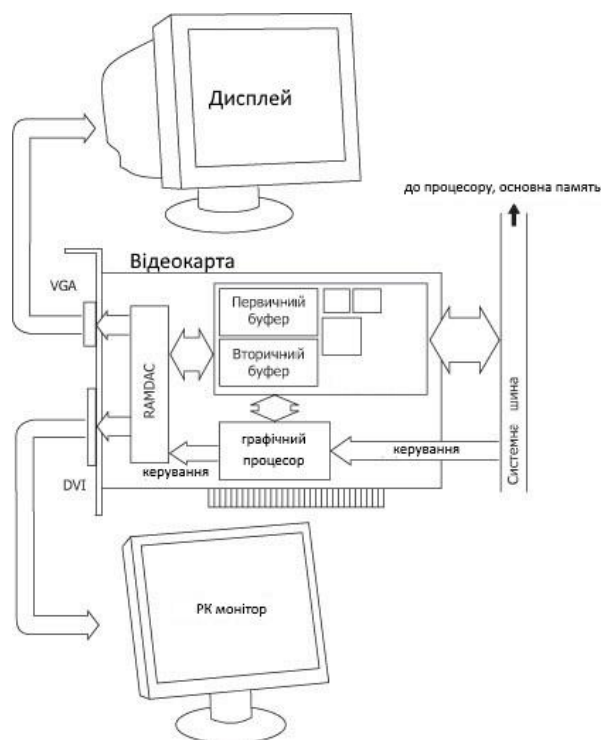 Дисплей
до процесору, основна память
Відеокарта
VGA
Первичний
буфер
Вторичний
буфер
RAMDAC
графічний
процесор
керування
керування
Системна шина
DVI
РК монітор